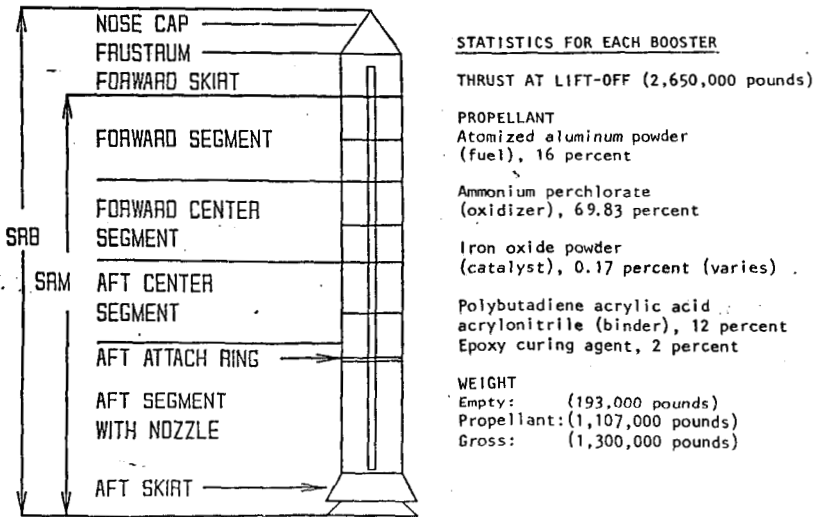 NOSE CAP
FRUSTRUM
FORWARD SKIRT
FORWARD SEGMENT
FORWARD CENTER
SEGMENT
SRB
SRM
AFT CENTER
SEGMENT
AFT ATTACH RING
AFT SEGMENT
WITH NOZZLE
AFT SKIRT
STATISTICS FOR EACH BOOSTER
THRUST AT LIFT-OFF (2,650,000 pounds)
PROPELLANT
Atomized aluminum powder
(fuel), 16 percent
Ammonium perchlorate
(oxidizer), 69.83 percent
Iron oxide powder
(catalyst), 0.17 percent (varies)
Polybutadiene acrylic acid
acrylonitrile (binder), 12 percent
Epoxy curing agent, 2 percent
WEIGHT
Empty: (193,000 pounds)
Propellant: (1,107,000 pounds)
Gross: (1,300,000 pounds)